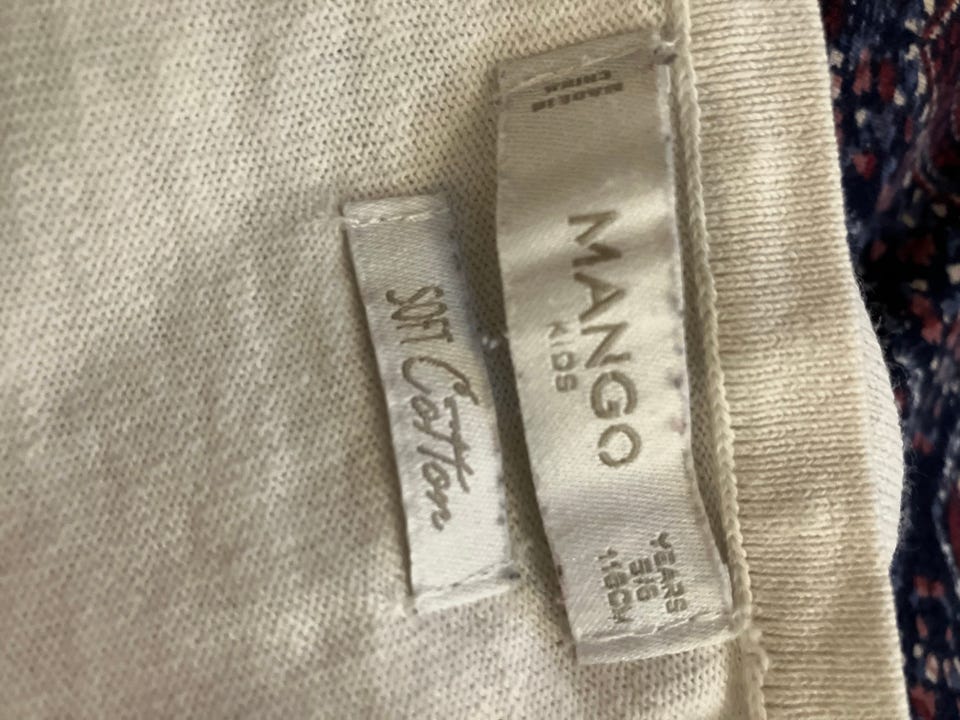 MADE IN
CHINA
MANGO
KIDS
YEARS
5/6
116CM
SOFT Cotton